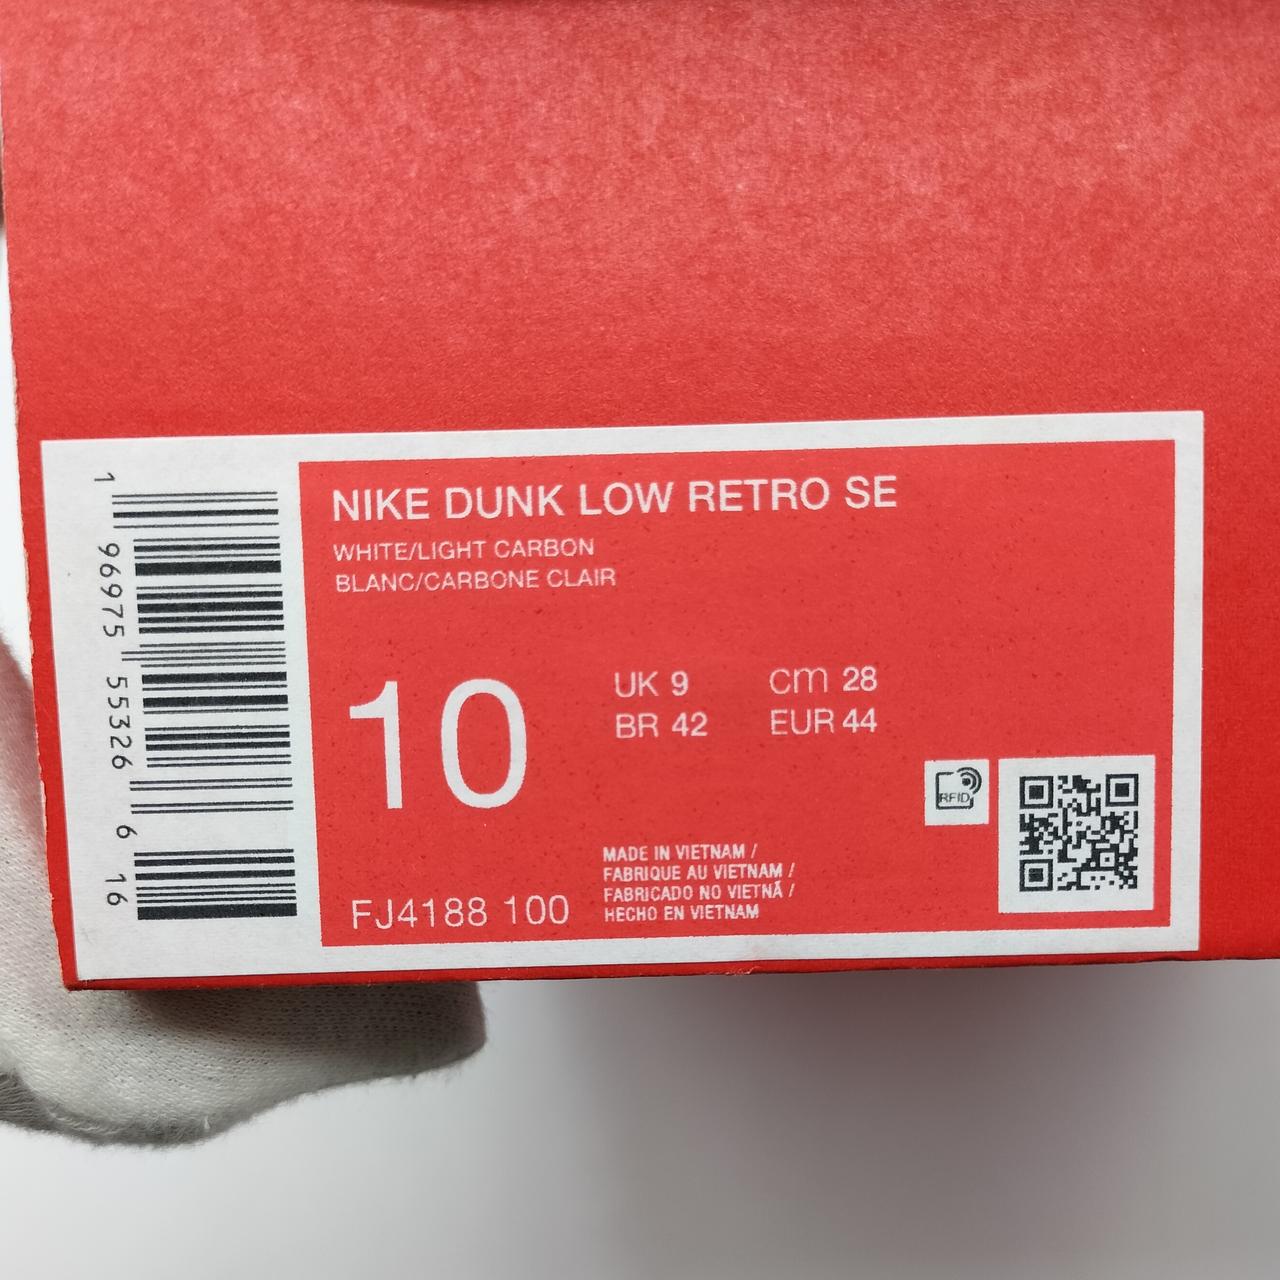 NIKE DUNK LOW RETRO SE
WHITE/LIGHT CARBON
BLANC/CARBONE CLAIR
10
UK 9
cm 28
BR 42
EUR 44
RFID
MADE IN VIETNAM /
FABRIQUE AU VIETNAM /
FABRICADO NO VIETNÃ /
HECHO EN VIETNAM
FJ4188 100
1 96975 55326 6 16